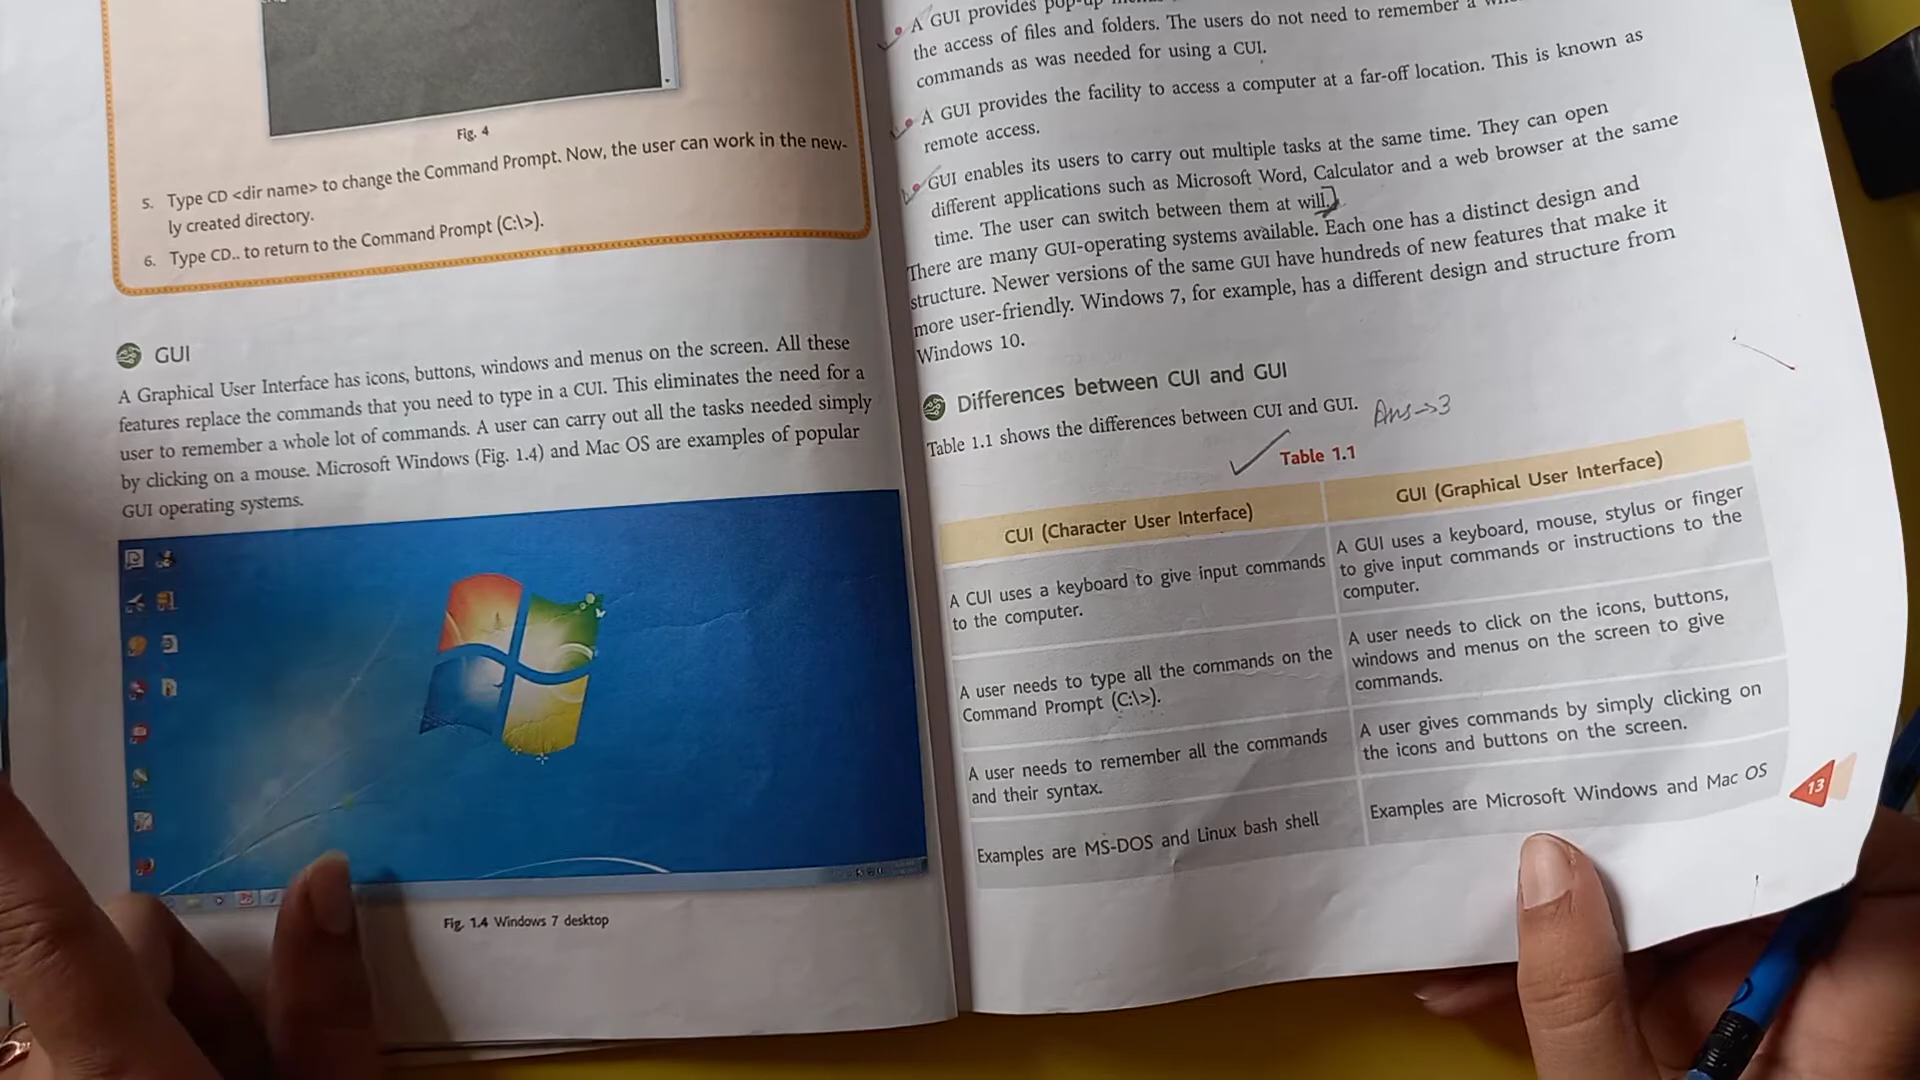 Fig. 4
5. Type CD <dir name> to change the Command Prompt. Now, the user can work in the new-
ly created directory.
6. Type CD.. to return to the Command Prompt (C:\>).
GUI
A Graphical User Interface has icons, buttons, windows and menus on the screen. All these
features replace the commands that you need to type in a CUI. This eliminates the need for a
user to remember a whole lot of commands. A user can carry out all the tasks needed simply
by clicking on a mouse. Microsoft Windows (Fig. 1.4) and Mac OS are examples of popular
GUI operating systems.
Fig. 1.4 Windows 7 desktop
• A GUI provides pop-up
the access of files and folders. The users do not need to remember a
commands as was needed for using a CUI.
• A GUI provides the facility to access a computer at a far-off location. This is known as
remote access.
• GUI enables its users to carry out multiple tasks at the same time. They can open
different applications such as Microsoft Word, Calculator and a web browser at the same
time. The user can switch between them at will.
There are many GUI-operating systems available. Each one has a distinct design and
structure. Newer versions of the same GUI have hundreds of new features that make it
more user-friendly. Windows 7, for example, has a different design and structure from
Windows 10.
Differences between CUI and GUI
Table 1.1 shows the differences between CUI and GUI. Ans->3
Table 1.1
CUI (Character User Interface)
GUI (Graphical User Interface)
A CUI uses a keyboard to give input commands
to the computer.
A GUI uses a keyboard, mouse, stylus or finger
to give input commands or instructions to the
computer.
A user needs to type all the commands on the
Command Prompt (C:\>).
A user needs to click on the icons, buttons,
windows and menus on the screen to give
commands.
A user needs to remember all the commands
and their syntax.
A user gives commands by simply clicking on
the icons and buttons on the screen.
Examples are MS-DOS and Linux bash shell
Examples are Microsoft Windows and Mac OS
13